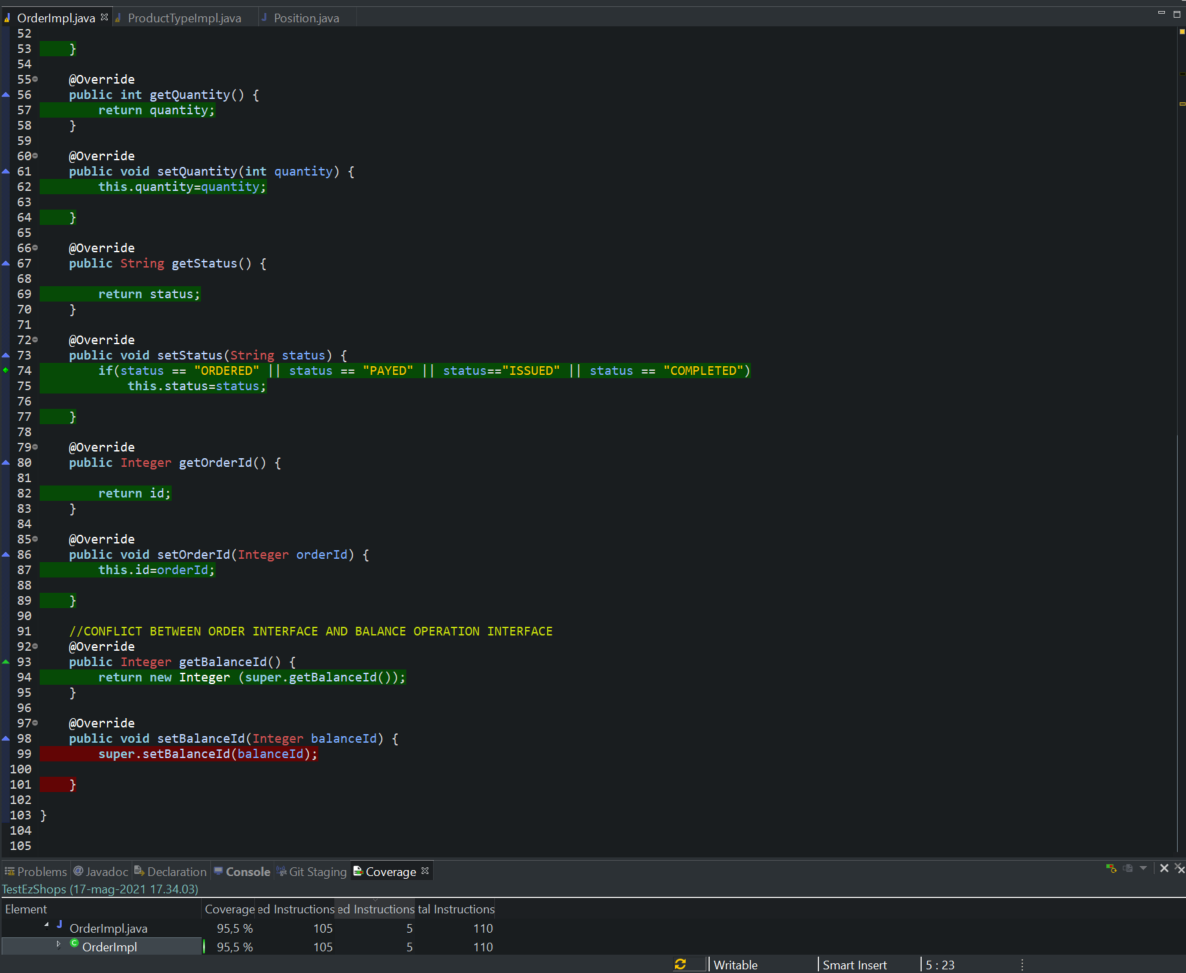 OrderImpl.java ProductTypeImpl.java Position.java
52
53 }
54
55 @Override
56 public int getQuantity() {
57 return quantity;
58 }
59
60 @Override
61 public void setQuantity(int quantity) {
62 this.quantity=quantity;
63
64 }
65
66 @Override
67 public String getStatus() {
68
69 return status;
70 }
71
72 @Override
73 public void setStatus(String status) {
74 if(status == "ORDERED" || status == "PAYED" || status=="ISSUED" || status == "COMPLETED")
75 this.status=status;
76
77 }
78
79 @Override
80 public Integer getOrderId() {
81
82 return id;
83 }
84
85 @Override
86 public void setOrderId(Integer orderId) {
87 this.id=orderId;
88
89 }
90
91 //CONFLICT BETWEEN ORDER INTERFACE AND BALANCE OPERATION INTERFACE
92 @Override
93 public Integer getBalanceId() {
94 return new Integer (super.getBalanceId());
95 }
96
97 @Override
98 public void setBalanceId(Integer balanceId) {
99 super.setBalanceId(balanceId);
100
101 }
102
103 }
104
105
Problems Javadoc Declaration Console Git Staging Coverage
TestEzShops (17-mag-2021 17.34.03)
Element Coverage ed Instructions ed Instructions tal Instructions
OrderImpl.java 95,5 % 105 5 110
OrderImpl 95,5 % 105 5 110
Writable Smart Insert 5 : 23